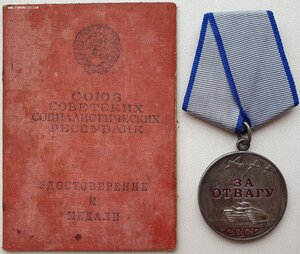 СОЮЗ
СОВЕТСКИХ
СОЦИАЛИСТИЧЕСКИХ
РЕСПУБЛИК
УДОСТОВЕРЕНИЕ
К
МЕДАЛИ
ЗА
ОТВАГУ
СССР